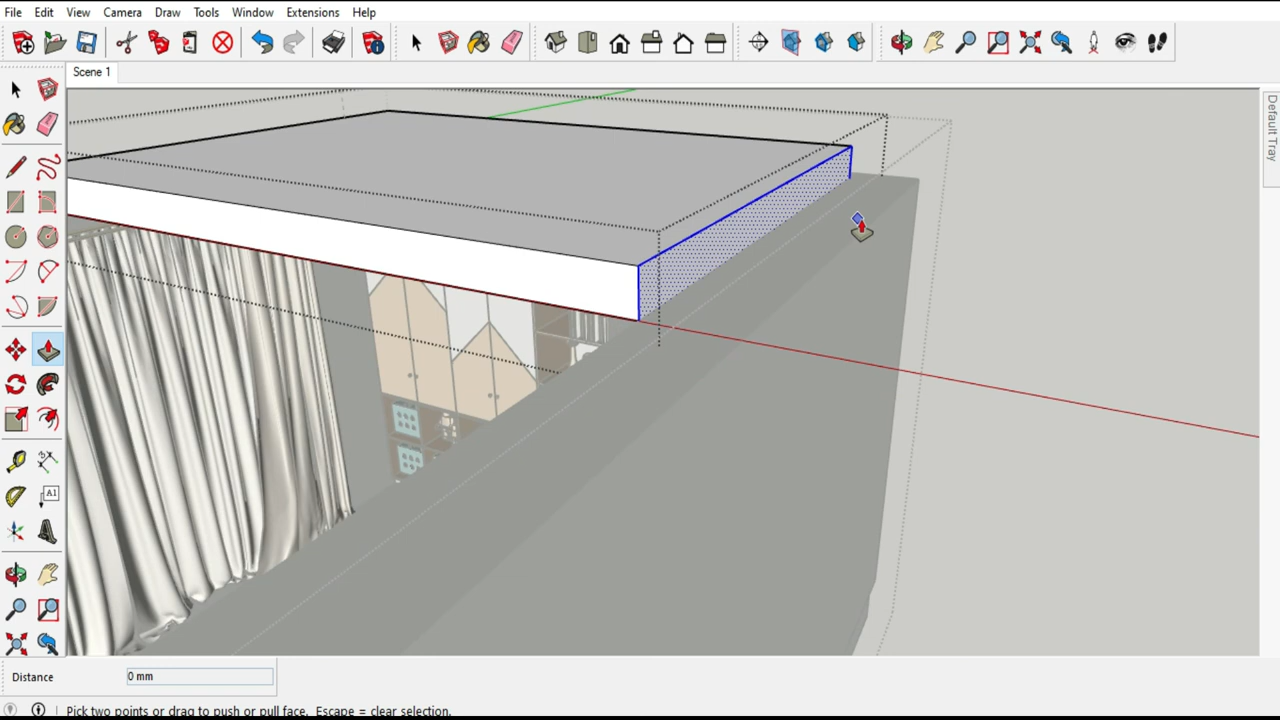 File Edit View Camera Draw Tools Window Extensions Help
Scene 1
Default Tray
A1
Distance 0 mm
Pick two points or drag to push or pull face. Escape = clear selection.